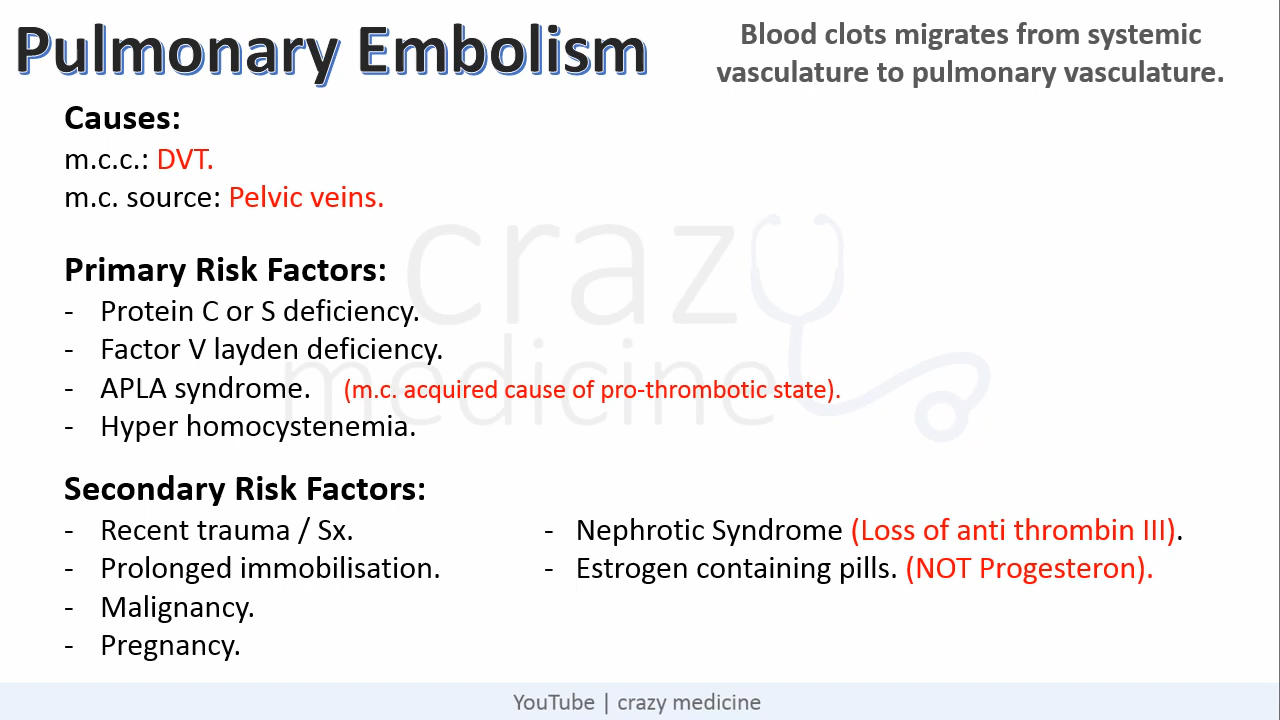 Pulmonary Embolism
Blood clots migrates from systemic
vasculature to pulmonary vasculature.
Causes:
m.c.c.: DVT.
m.c. source: Pelvic veins.
crazy
medicine
Primary Risk Factors:
- Protein C or S deficiency.
- Factor V layden deficiency.
- APLA syndrome. (m.c. acquired cause of pro-thrombotic state).
- Hyper homocystenemia.
Secondary Risk Factors:
- Recent trauma / Sx.
- Prolonged immobilisation.
- Malignancy.
- Pregnancy.
- Nephrotic Syndrome (Loss of anti thrombin III).
- Estrogen containing pills. (NOT Progesteron).
YouTube | crazy medicine